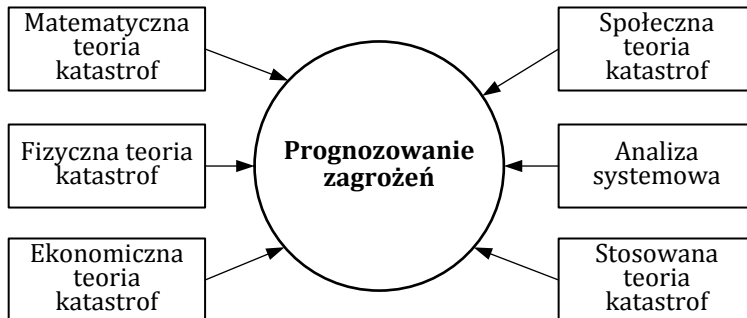 Matematyczna
teoria
katastrof
Fizyczna teoria
katastrof
Ekonomiczna
teoria
katastrof
Prognozowanie
zagrożeń
Społeczna
teoria
katastrof
Analiza
systemowa
Stosowana
teoria
katastrof